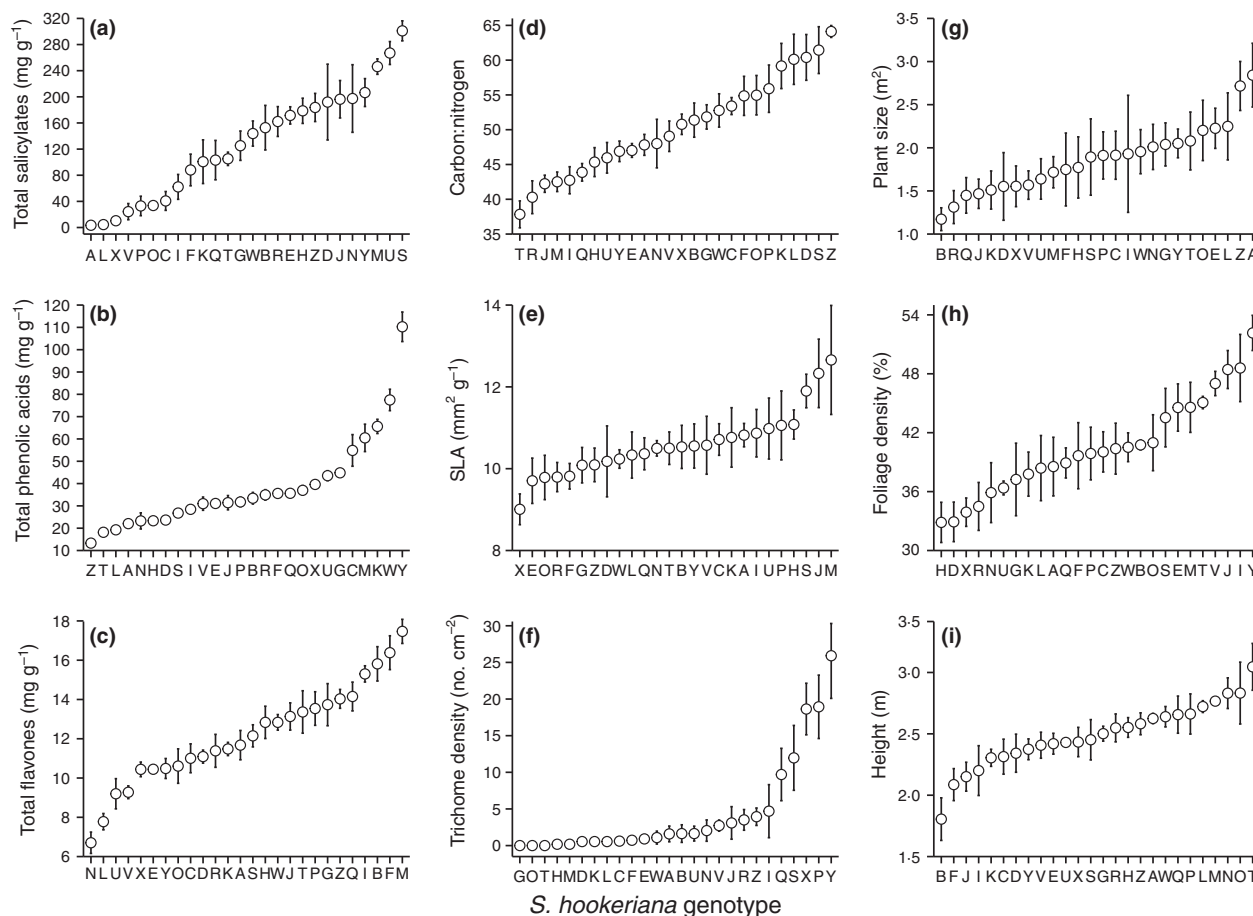 (a)
Total salicylates (mg g⁻¹)
320
280
240
200
160
120
80
40
0
ALXVPOCIFKQTGWBREHZDJNYMUS
(b)
Total phenolic acids (mg g⁻¹)
120
110
100
90
80
70
60
50
40
30
20
10
ZTLANHDSIVEJPBRFQOXUGCMKWY
(c)
Total flavones (mg g⁻¹)
18
16
14
12
10
8
6
NLUVXEYOCDRKASHWJTPGZQIBFM
(d)
Carbon:nitrogen
65
60
55
50
45
40
35
TRJMIQHUYEANVXBGWCFOPKLDSZ
(e)
SLA (mm² g⁻¹)
14
12
10
8
XEORFGZDWLQNTBYVCKAIUPHSJM
(f)
Trichome density (no. cm⁻²)
30
25
20
15
10
5
0
GOTHMDKLCFEWABUNVJRZIQSXPY
(g)
Plant size (m²)
3·5
3·0
2·5
2·0
1·5
1·0
BRQJKDXVUMFHSPCIWNGYTOELZA
(h)
Foliage density (%)
54
48
42
36
30
HDXRNUGKLAQFPCZWBOSEMTVJIY
(i)
Height (m)
3·5
3·0
2·5
2·0
1·5
BFJIKCDYVEUXSGRHZAWQPLMNOT
S. hookeriana genotype